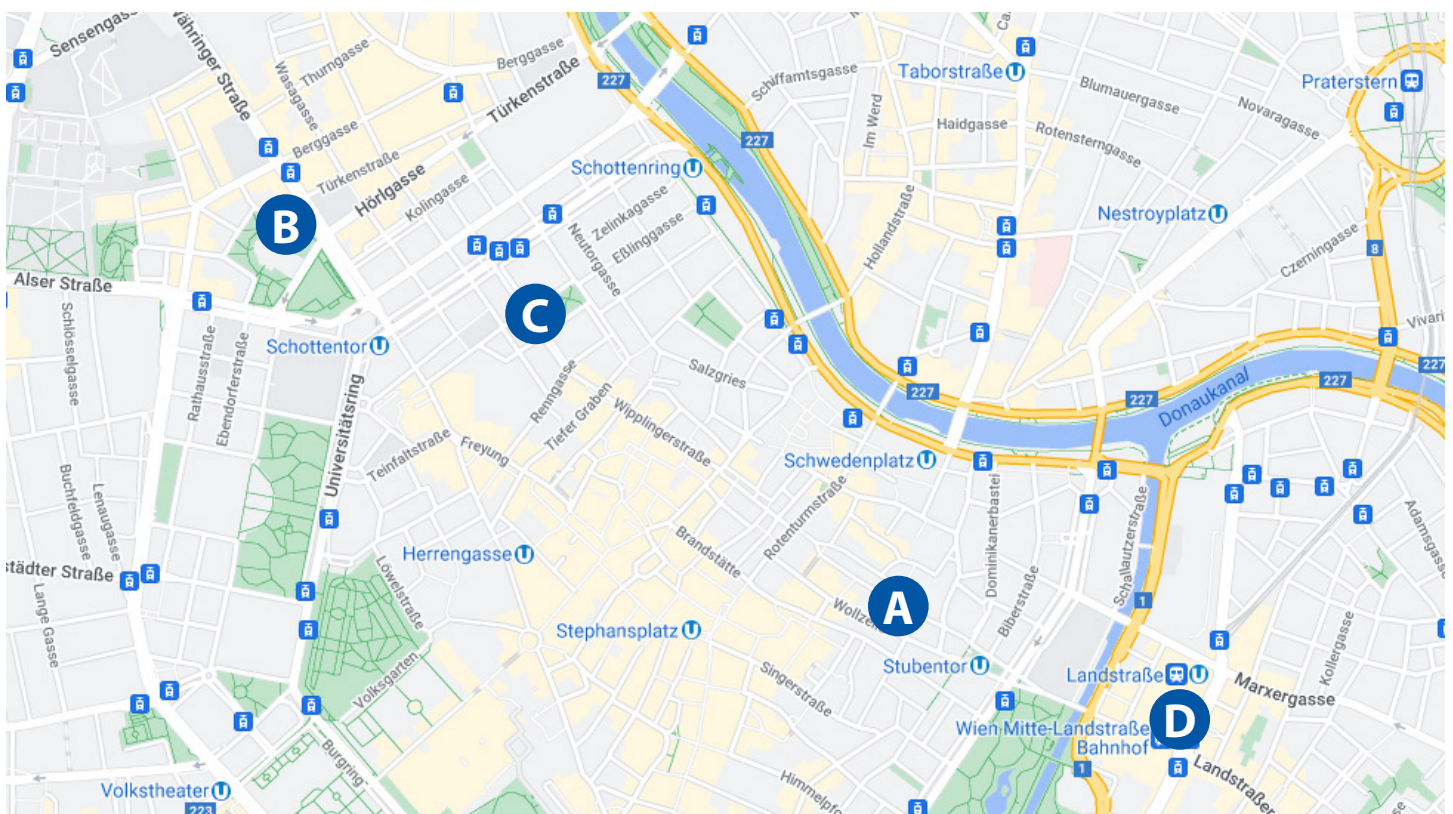 Sensengasse
Währinger Straße
Thurngasse
Wasagasse
Berggasse
Türkenstraße
227
Schiffamtsgasse
Taborstraße
Praterstern
Blumauergasse
Novaragasse
Im Werd
Haidgasse
Rotensterngasse
Berggasse
Türkenstraße
Hörlgasse
Kolingasse
Schottenring
227
Zelinkagasse
Eßlinggasse
Neutorgasse
Hollandstraße
Nestroyplatz
Czerningasse
8
B
Alser Straße
C
Schlösselgasse
Rathausstraße
Ebendorferstraße
Schottentor
Universitätsring
Renngasse
Tiefer Graben
Salzgries
Wipplingerstraße
227
227
Donaukanal
227
227
Teinfaltstraße
Freyung
Schwedenplatz
Buchfeldgasse
Lenaugasse
Herrengasse
Löwelstraße
Brandstätte
Rotenturmstraße
Dominikanerbastei
Schallautzerstraße
Adamsgasse
städter Straße
Lange Gasse
A
Biberstraße
1
Stephansplatz
Stubentor
Singerstraße
Kollergasse
Landstraße
Marxergasse
D
Wien Mitte-Landstraße
Bahnhof
Volksgarten
Burgring
1
Volkstheater
223